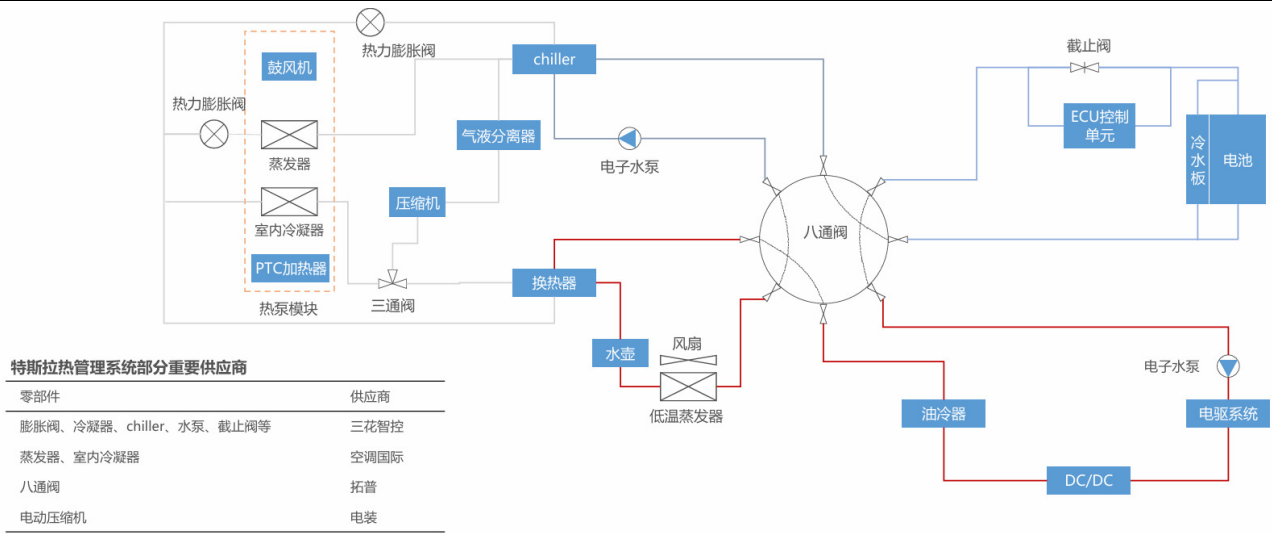 热力膨胀阀
鼓风机
chiller
截止阀
热力膨胀阀
ECU控制
单元
气液分离器
蒸发器
电子水泵
冷水板
电池
压缩机
室内冷凝器
八通阀
PTC加热器
换热器
热泵模块
三通阀
水壶
风扇
电子水泵
特斯拉热管理系统部分重要供应商
零部件 供应商
低温蒸发器
油冷器
电驱系统
膨胀阀、冷凝器、chiller、水泵、截止阀等 三花智控
蒸发器、室内冷凝器 空调国际
DC/DC
八通阀 拓普
电动压缩机 电装